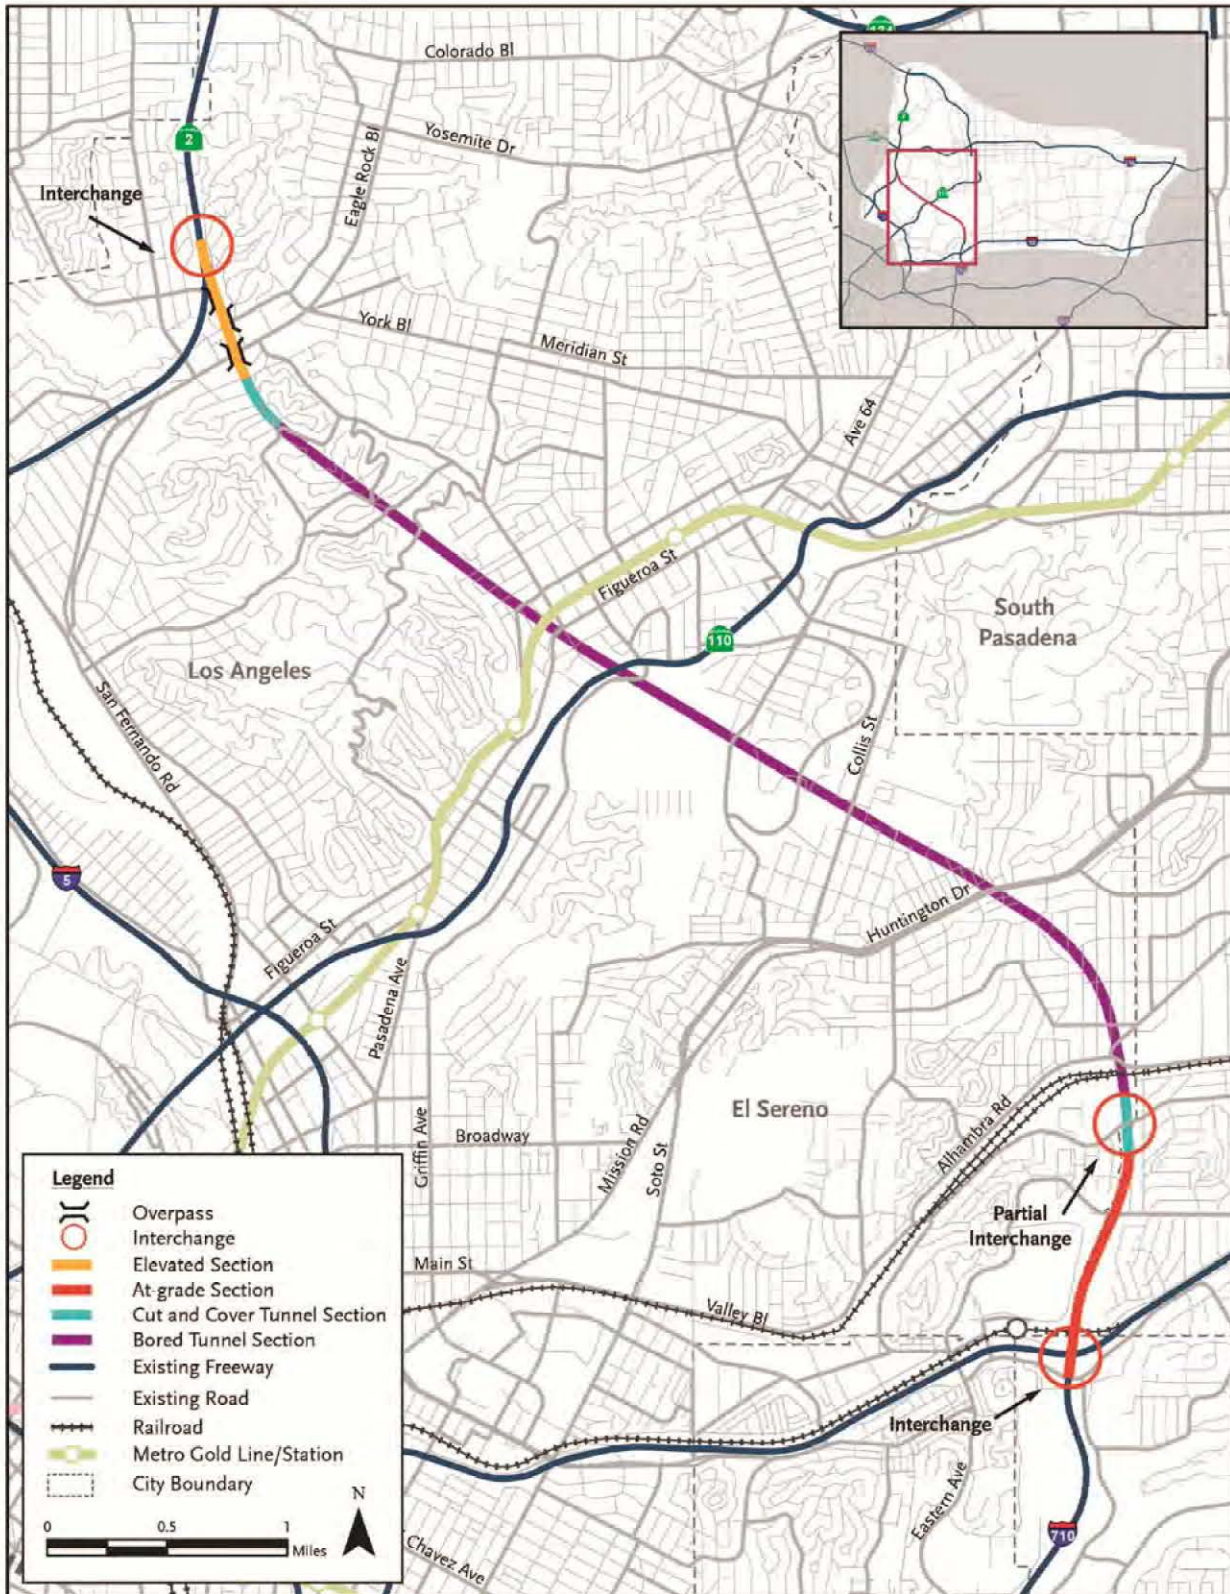 Colorado Bl
Yosemite Dr
Eagle Rock Bl
2
Interchange
York Bl
Meridian St
Ave 64
Figueroa St
110
South
Pasadena
Los Angeles
San Fernando Rd
Collis St
5
Huntington Dr
Figueroa St
Pasadena Ave
El Sereno
Alhambra Rd
Broadway
Griffin Ave
Mission Rd
Soto St
Partial
Interchange
Main St
Valley Bl
Interchange
Eastern Ave
710
Chavez Ave
Legend
Overpass
Interchange
Elevated Section
At-grade Section
Cut and Cover Tunnel Section
Bored Tunnel Section
Existing Freeway
Existing Road
Railroad
Metro Gold Line/Station
City Boundary
N
0 0.5 1
Miles